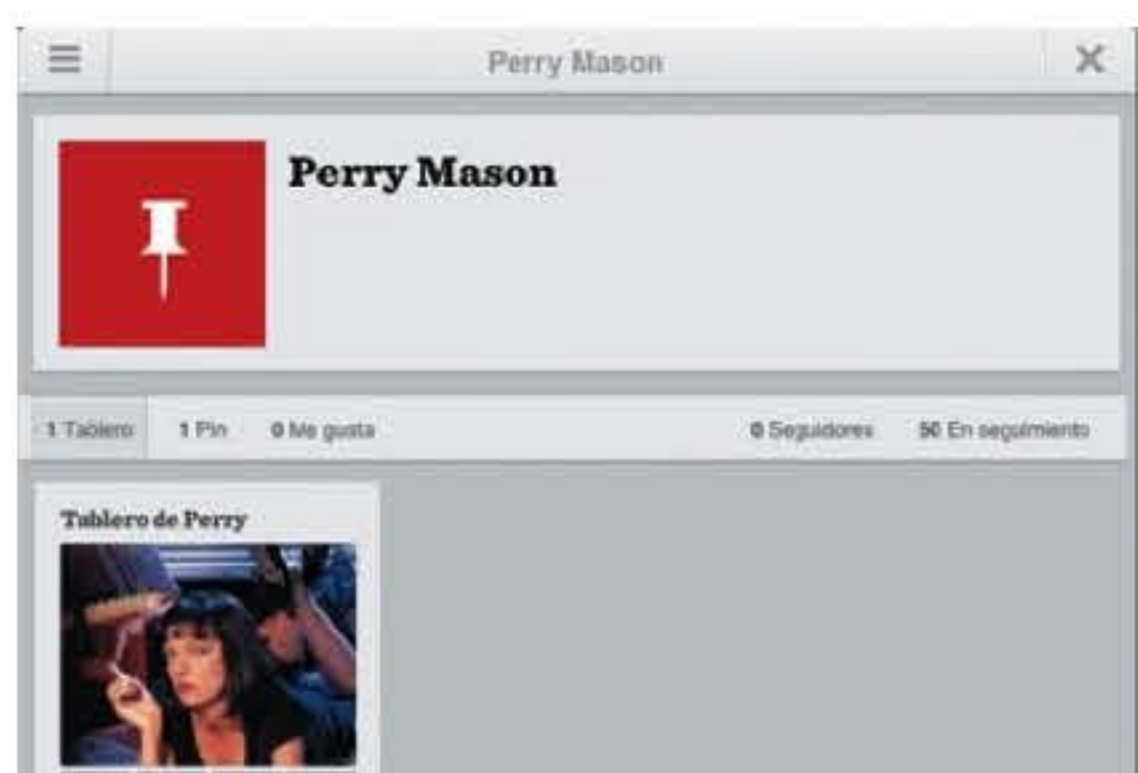 Perry Mason
Perry Mason
1 Tablero 1 Pin 0 Me gusta 0 Seguidores 50 En seguimiento
Tablero de Perry